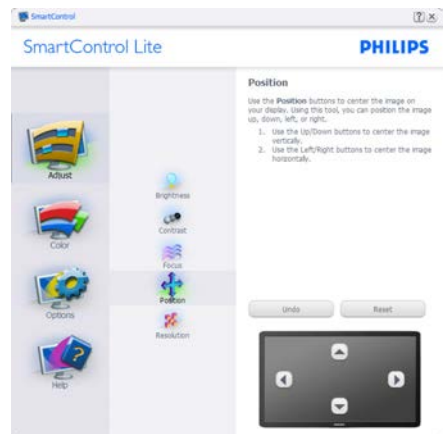 SmartControl
SmartControl Lite
PHILIPS
Adjust
Color
Options
Help
Brightness
Contrast
Focus
Position
Resolution
Position
Use the Position buttons to center the image on
your display. Using this tool, you can position the image
up, down, left, or right.
1. Use the Up/Down buttons to center the image
vertically.
2. Use the Left/Right buttons to center the image
horizontally.
Undo
Reset